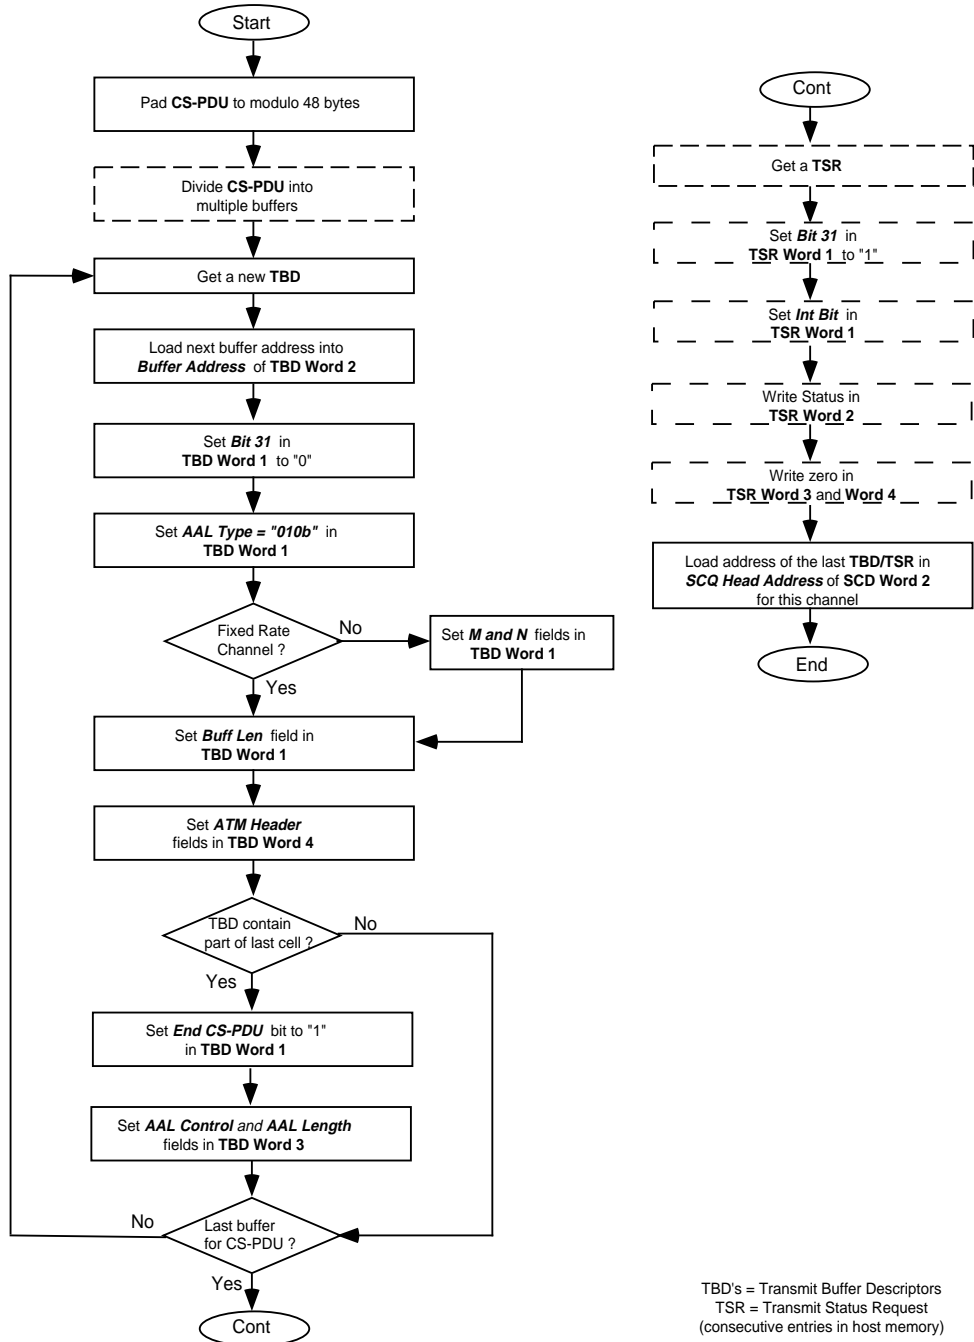 Start
Pad CS-PDU to modulo 48 bytes
Divide CS-PDU into
multiple buffers
Get a new TBD
Load next buffer address into
Buffer Address of TBD Word 2
Set Bit 31 in
TBD Word 1 to "0"
Set AAL Type = "010b" in
TBD Word 1
Fixed Rate
Channel ?
No
Set M and N fields in
TBD Word 1
Yes
Set Buff Len field in
TBD Word 1
Set ATM Header
fields in TBD Word 4
TBD contain
part of last cell ?
No
Yes
Set End CS-PDU bit to "1"
in TBD Word 1
Set AAL Control and AAL Length
fields in TBD Word 3
Last buffer
for CS-PDU ?
No
Yes
Cont
Cont
Get a TSR
Set Bit 31 in
TSR Word 1 to "1"
Set Int Bit in
TSR Word 1
Write Status in
TSR Word 2
Write zero in
TSR Word 3 and Word 4
Load address of the last TBD/TSR in
SCQ Head Address of SCD Word 2
for this channel
End
TBD's = Transmit Buffer Descriptors
TSR = Transmit Status Request
(consecutive entries in host memory)